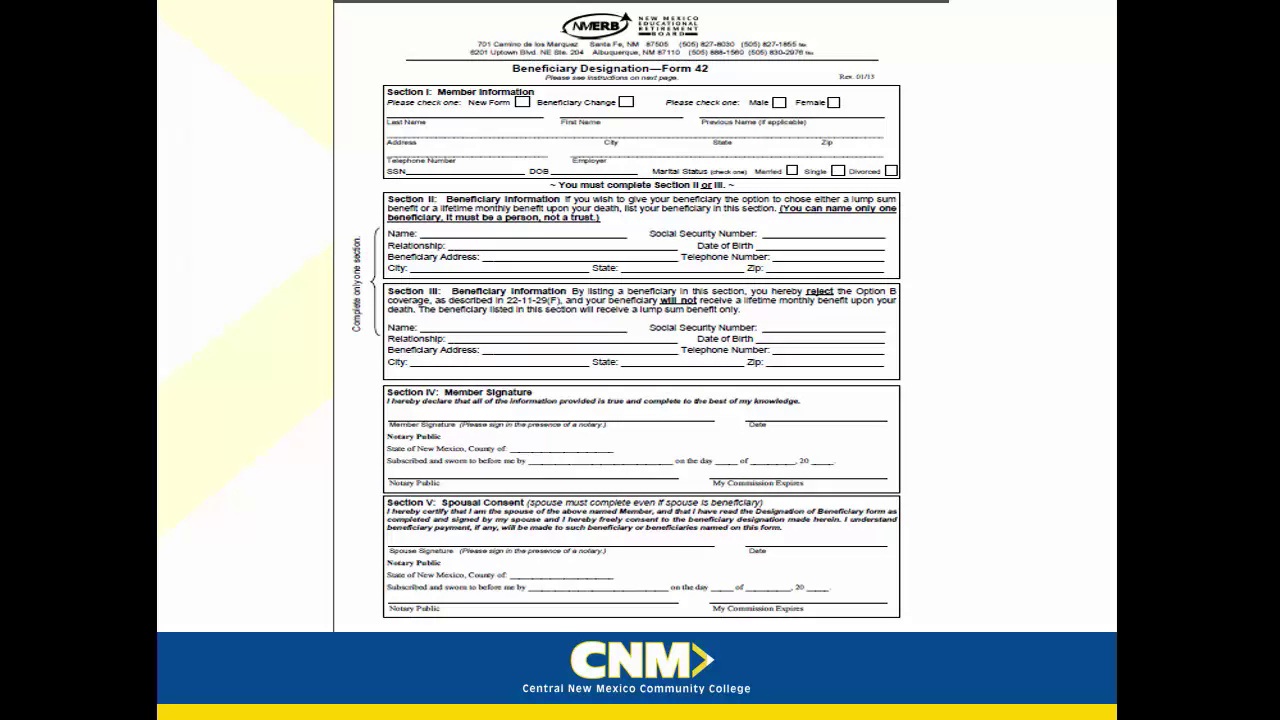 NMERB
NEW MEXICO
EDUCATIONAL
RETIREMENT
BOARD
701 Camino de los Marquez Santa Fe, NM 87505 (505) 827-8030 (505) 827-1855 fax
6201 Uptown Blvd. NE Ste. 204 Albuquerque, NM 87110 (505) 888-1560 (505) 830-2976 fax
Beneficiary Designation—Form 42
Please see instructions on next page.
Rev. 01/13
Section I: Member Information
Please check one: New Form Beneficiary Change Please check one: Male Female
Last Name First Name Previous Name (if applicable)
Address City State Zip
Telephone Number Employer
SSN DOB Marital Status (check one) Married Single Divorced
~ You must complete Section II or III. ~
Complete only one section.
Section II: Beneficiary Information If you wish to give your beneficiary the option to chose either a lump sum
benefit or a lifetime monthly benefit upon your death, list your beneficiary in this section. (You can name only one
beneficiary, it must be a person, not a trust.)
Name: Social Security Number:
Relationship: Date of Birth
Beneficiary Address: Telephone Number:
City: State: Zip:
Section III: Beneficiary Information By listing a beneficiary in this section, you hereby reject the Option B
coverage, as described in 22-11-29(F), and your beneficiary will not receive a lifetime monthly benefit upon your
death. The beneficiary listed in this section will receive a lump sum benefit only.
Name: Social Security Number:
Relationship: Date of Birth
Beneficiary Address: Telephone Number:
City: State: Zip:
Section IV: Member Signature
I hereby declare that all of the information provided is true and complete to the best of my knowledge.
Member Signature (Please sign in the presence of a notary.) Date
Notary Public
State of New Mexico, County of:
Subscribed and sworn to before me by on the day of , 20 .
Notary Public My Commission Expires
Section V: Spousal Consent (spouse must complete even if spouse is beneficiary)
I hereby certify that I am the spouse of the above named Member, and that I have read the Designation of Beneficiary form as
completed and signed by my spouse and I hereby freely consent to the beneficiary designation made herein. I understand
beneficiary payment, if any, will be made to such beneficiary or beneficiaries named on this form.
Spouse Signature (Please sign in the presence of a notary.) Date
Notary Public
State of New Mexico, County of:
Subscribed and sworn to before me by on the day of , 20 .
Notary Public My Commission Expires
CNM
Central New Mexico Community College